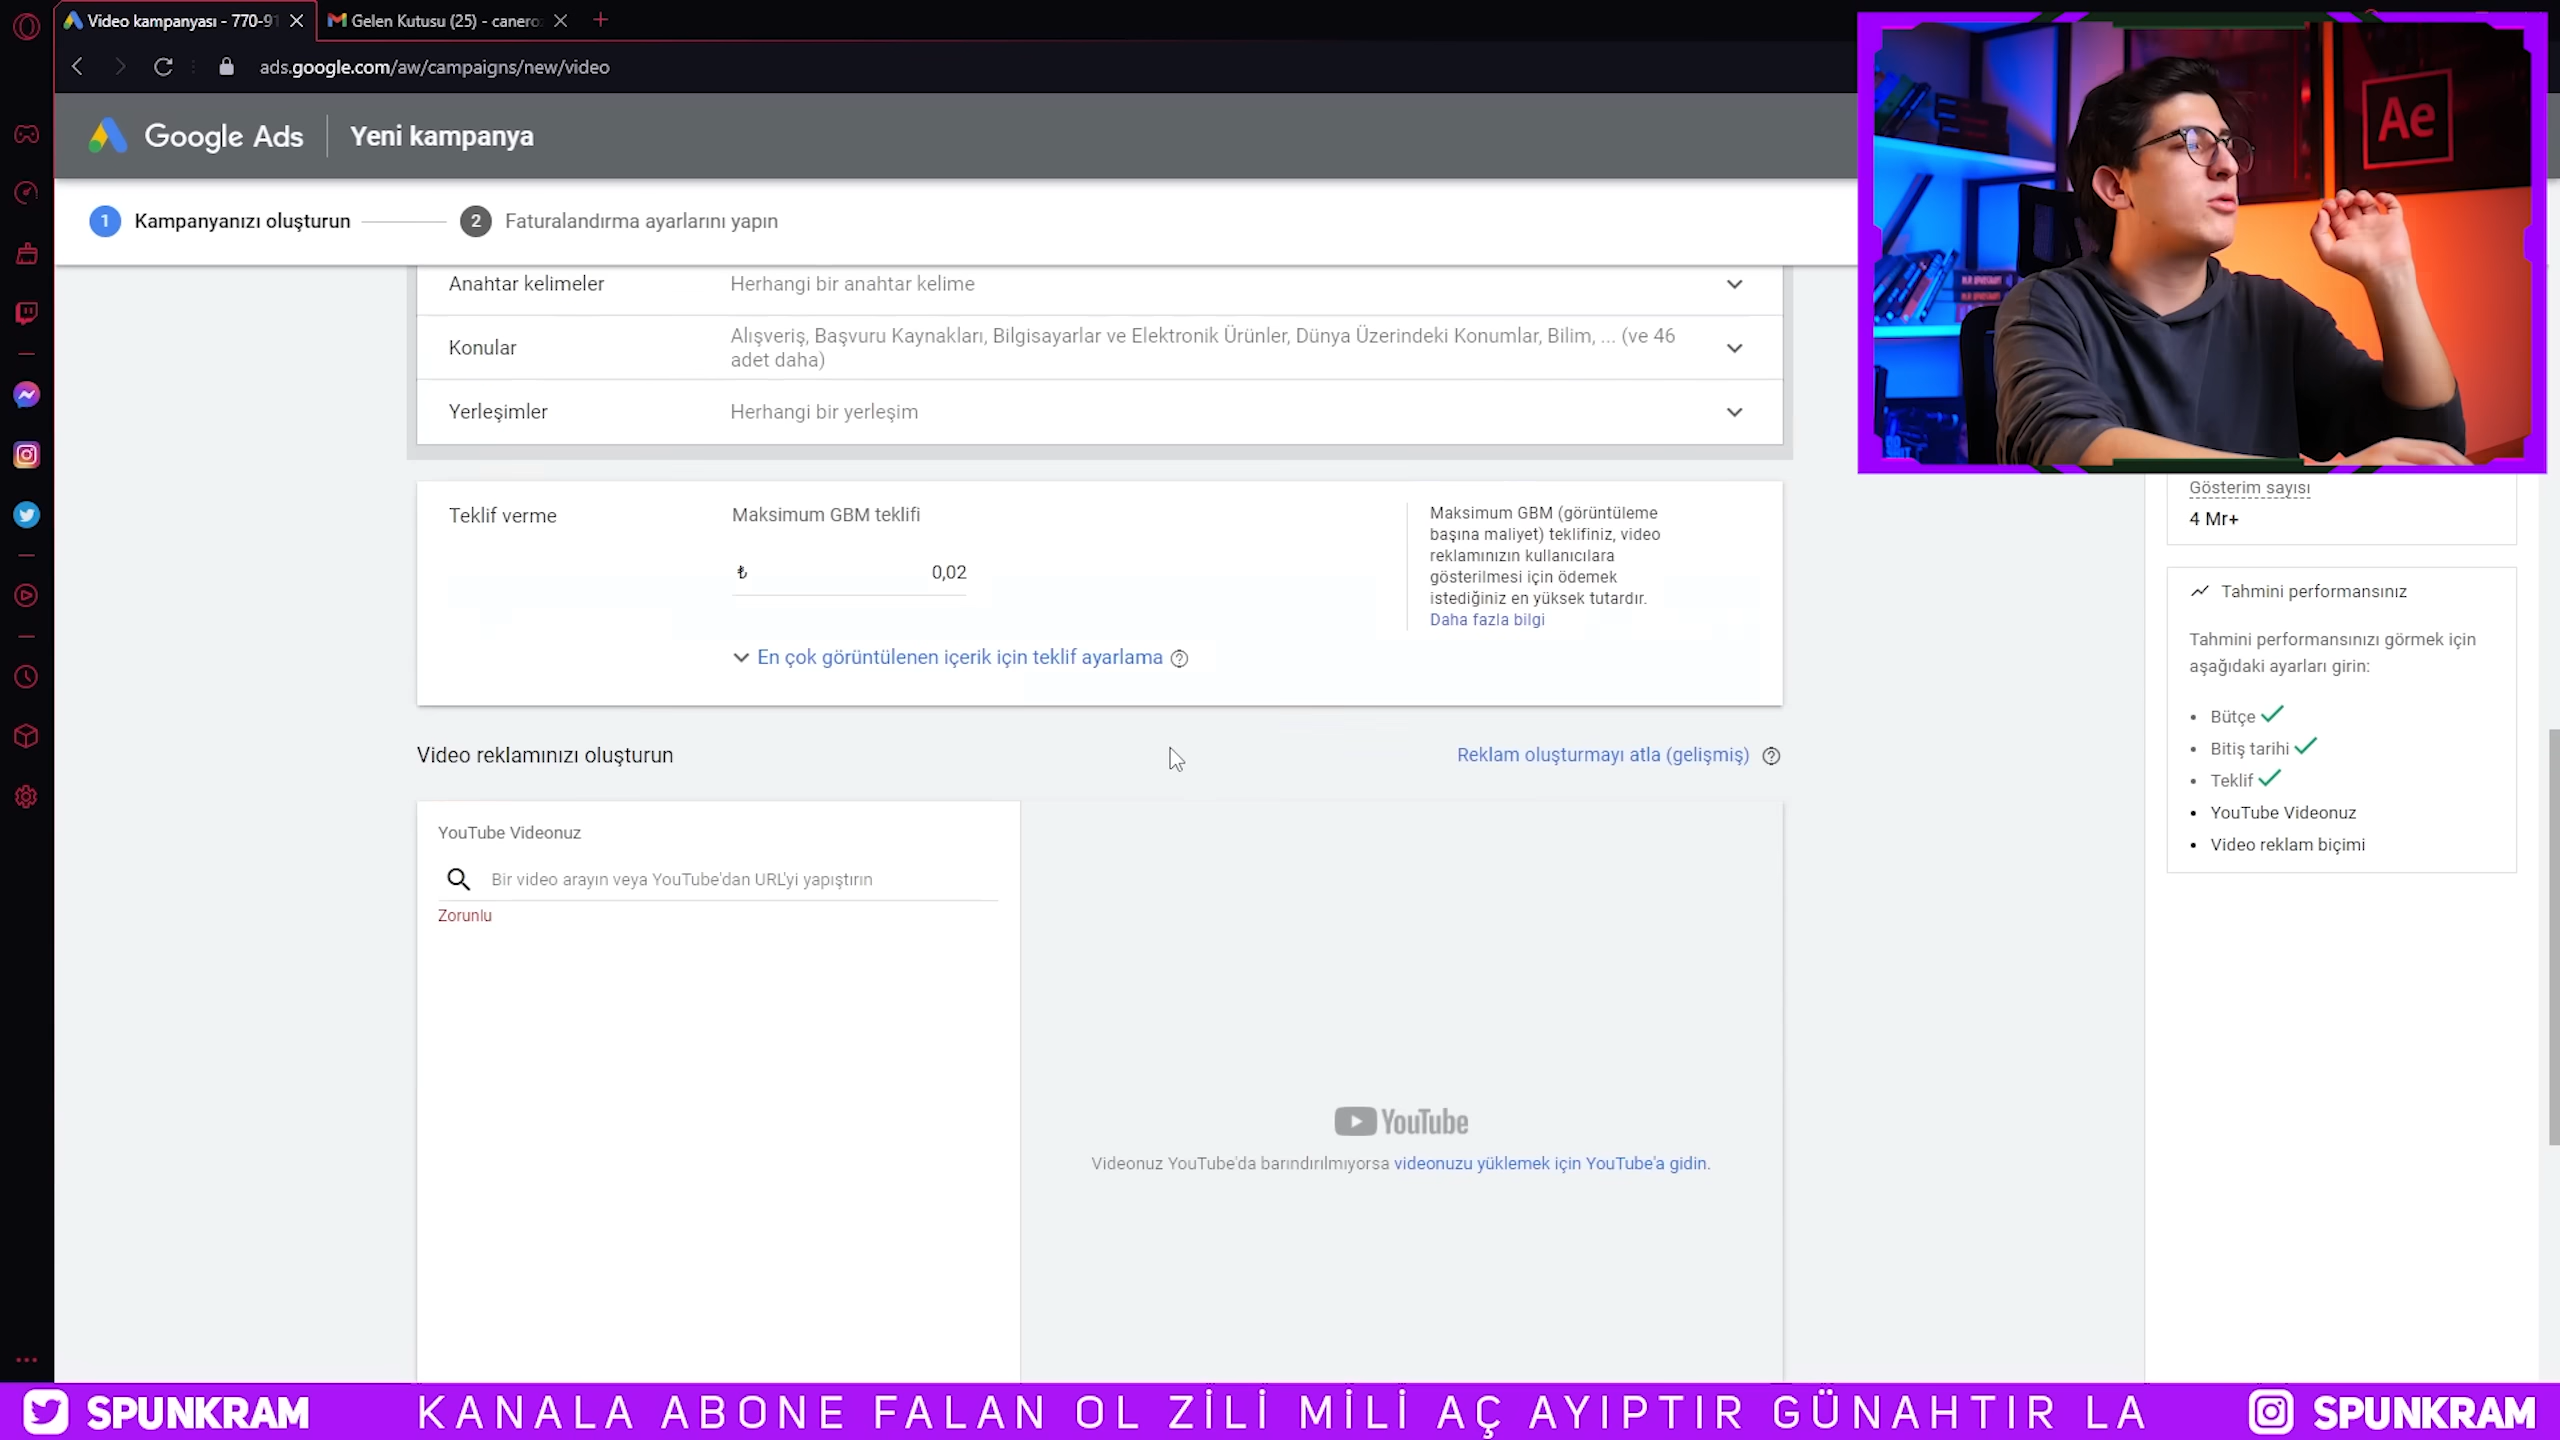 Video kampanyası - 770-91
Gelen Kutusu (25) - canero
ads.google.com/aw/campaigns/new/video
Google Ads
Yeni kampanya
1 Kampanyanızı oluşturun
2 Faturalandırma ayarlarını yapın
Ae
Anahtar kelimeler
Herhangi bir anahtar kelime
Konular
Alışveriş, Başvuru Kaynakları, Bilgisayarlar ve Elektronik Ürünler, Dünya Üzerindeki Konumlar, Bilim, ... (ve 46
adet daha)
Yerleşimler
Herhangi bir yerleşim
Teklif verme
Maksimum GBM teklifi
₺ 0,02
En çok görüntülenen içerik için teklif ayarlama
Maksimum GBM (görüntüleme
başına maliyet) teklifiniz, video
reklamınızın kullanıcılara
gösterilmesi için ödemek
istediğiniz en yüksek tutardır.
Daha fazla bilgi
Gösterim sayısı
4 Mr+
Tahmini performansınız
Tahmini performansınızı görmek için
aşağıdaki ayarları girin:
Bütçe
Bitiş tarihi
Teklif
YouTube Videonuz
Video reklam biçimi
Video reklamınızı oluşturun
Reklam oluşturmayı atla (gelişmiş)
YouTube Videonuz
Bir video arayın veya YouTube'dan URL'yi yapıştırın
Zorunlu
YouTube
Videonuz YouTube'da barındırılmıyorsa videonuzu yüklemek için YouTube'a gidin.
SPUNKRAM
KANALA ABONE FALAN OL ZİLİ MİLİ AÇ AYIPTIR GÜNAHTIR LA
SPUNKRAM